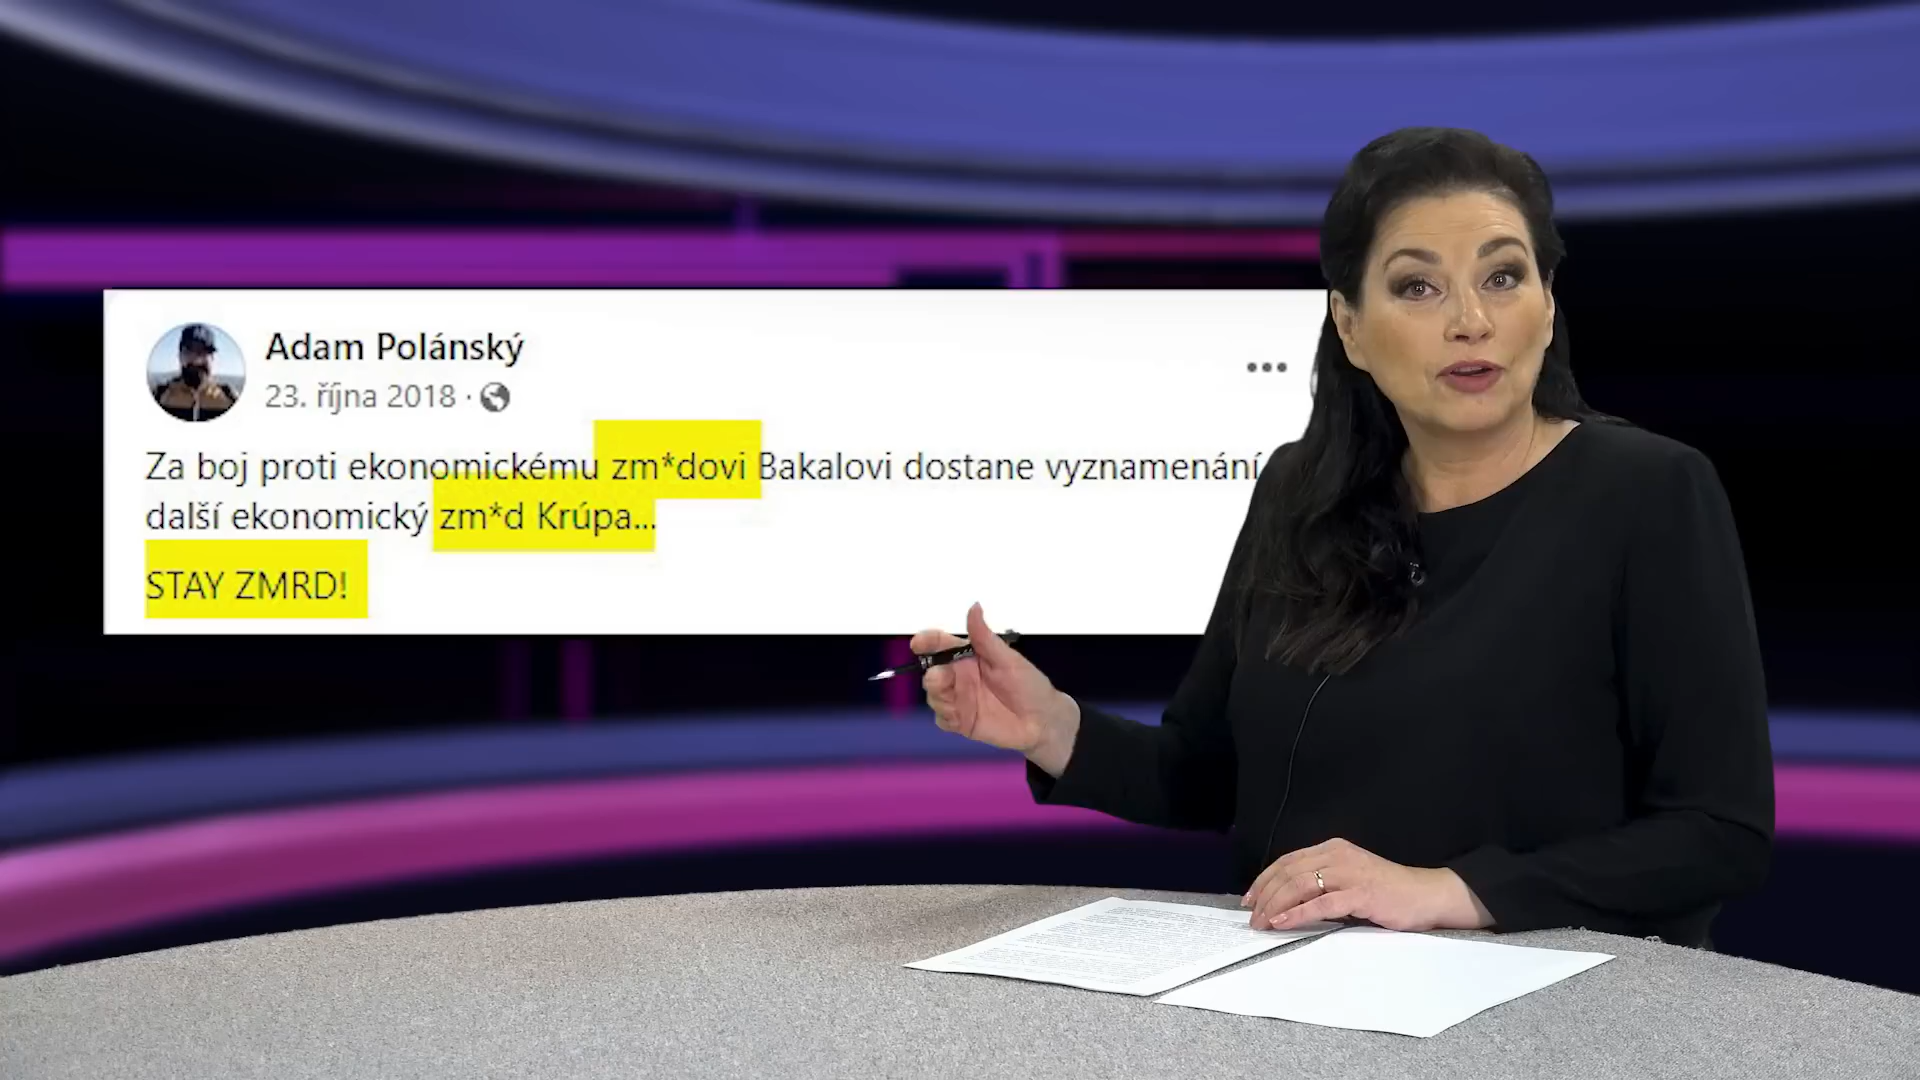 Adam Polánský
23. října 2018 ·
Za boj proti ekonomickému zm*dovi Bakalovi dostane vyznamenání
další ekonomický zm*d Krúpa...
STAY ZMRD!